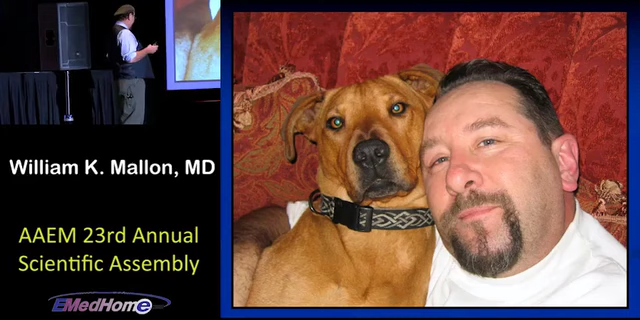 William K. Mallon, MD
AAEM 23rd Annual
Scientific Assembly
EMedHome